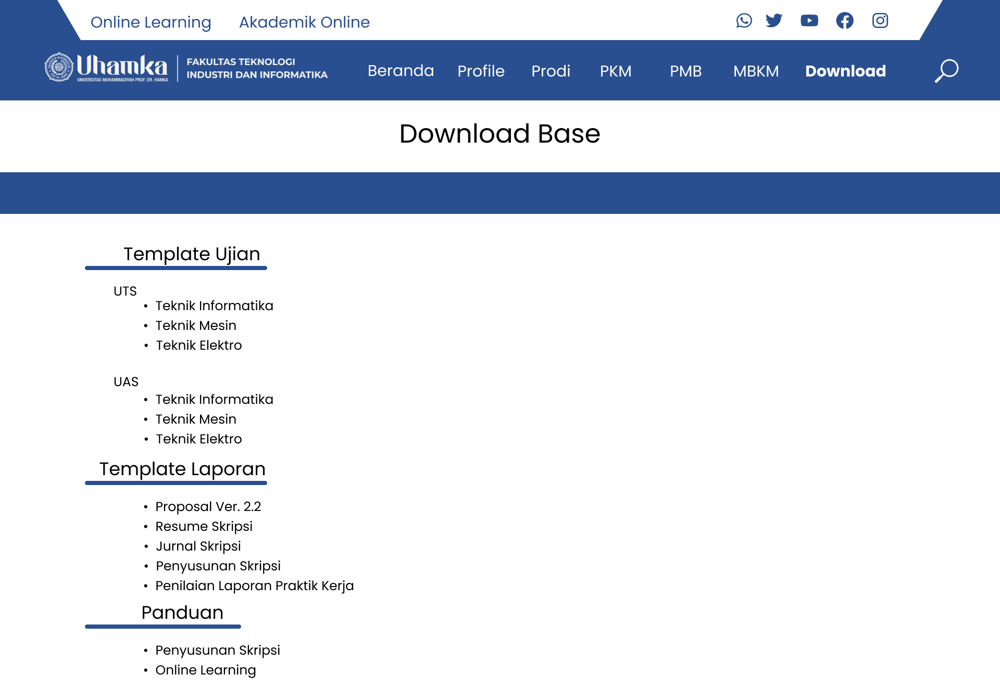 Online Learning
Akademik Online
Uhamka
UNIVERSITAS MUHAMMADIYAH PROF. DR. HAMKA
FAKULTAS TEKNOLOGI
INDUSTRI DAN INFORMATIKA
Beranda
Profile
Prodi
PKM
PMB
MBKM
Download
Download Base
Template Ujian
UTS
• Teknik Informatika
• Teknik Mesin
• Teknik Elektro
UAS
• Teknik Informatika
• Teknik Mesin
• Teknik Elektro
Template Laporan
• Proposal Ver. 2.2
• Resume Skripsi
• Jurnal Skripsi
• Penyusunan Skripsi
• Penilaian Laporan Praktik Kerja
Panduan
• Penyusunan Skripsi
• Online Learning